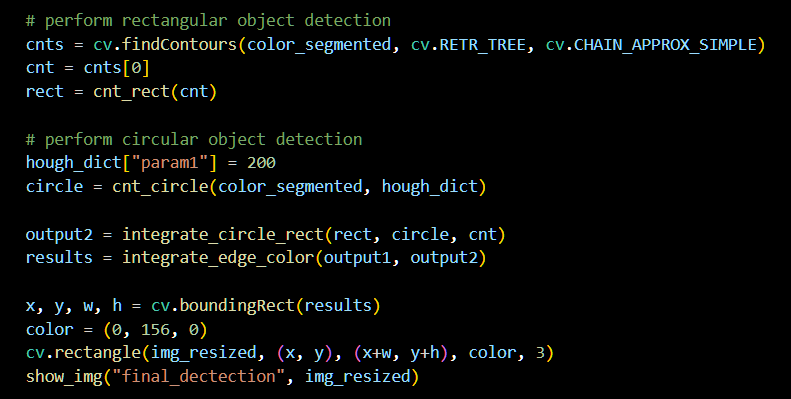 # perform rectangular object detection
cnts = cv.findContours(color_segmented, cv.RETR_TREE, cv.CHAIN_APPROX_SIMPLE)
cnt = cnts[0]
rect = cnt_rect(cnt)

# perform circular object detection
hough_dict["param1"] = 200
circle = cnt_circle(color_segmented, hough_dict)

output2 = integrate_circle_rect(rect, circle, cnt)
results = integrate_edge_color(output1, output2)

x, y, w, h = cv.boundingRect(results)
color = (0, 156, 0)
cv.rectangle(img_resized, (x, y), (x+w, y+h), color, 3)
show_img("final_dectection", img_resized)